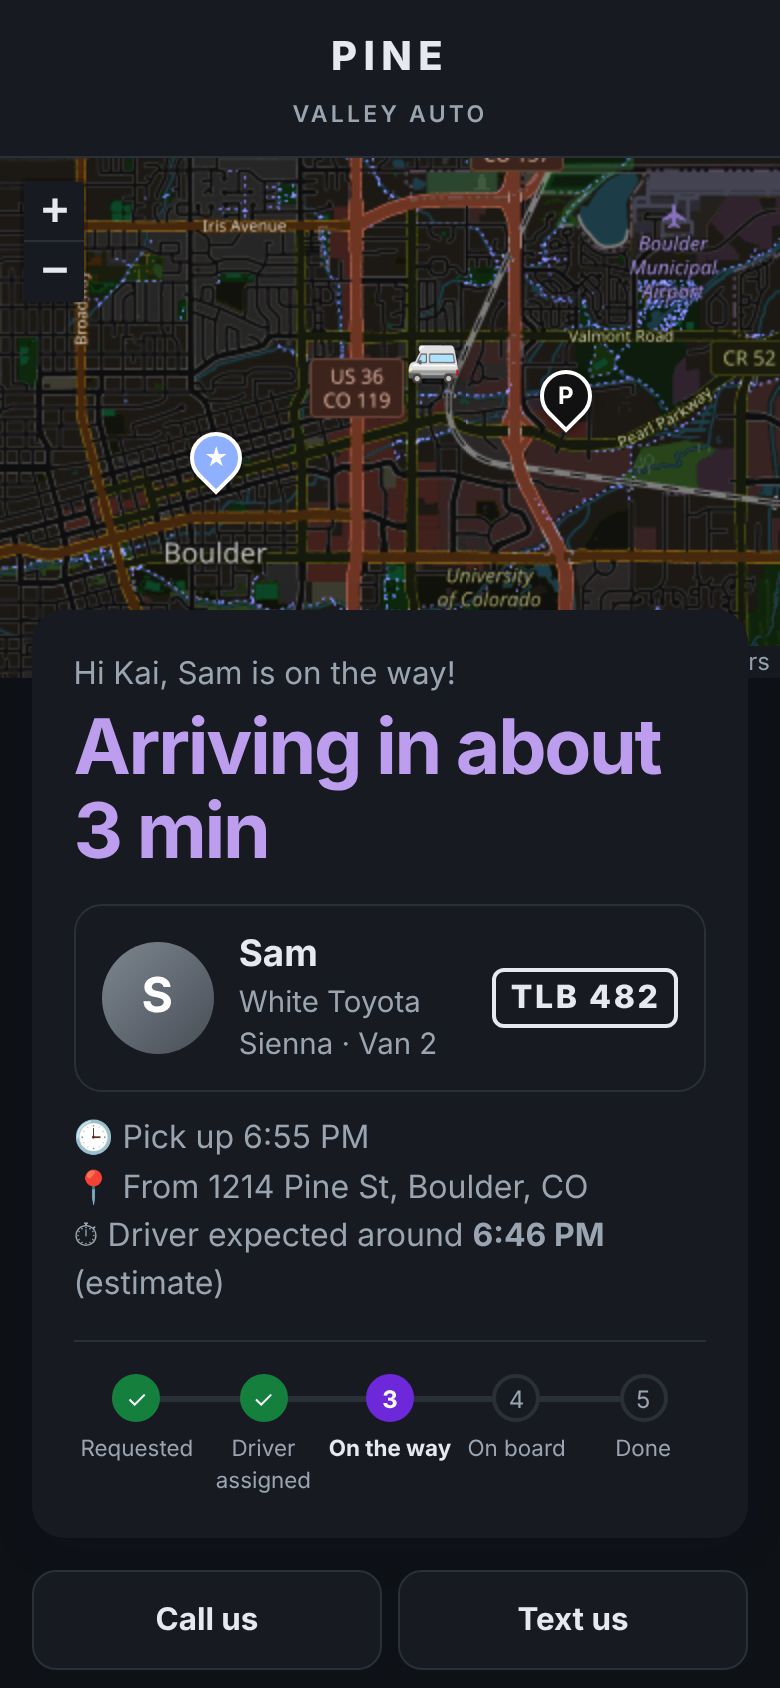 PINE
VALLEY AUTO
+
−
Iris Avenue
Boulder
Municipal
Airport
Valmont Road
CR 52
US 36
CO 119
P
Pearl Parkway
★
Boulder
University
of Colorado
rs
Hi Kai, Sam is on the way!
Arriving in about
3 min
S
Sam
White Toyota
Sienna · Van 2
TLB 482
🕒 Pick up 6:55 PM
📍 From 1214 Pine St, Boulder, CO
⏱ Driver expected around 6:46 PM
(estimate)
✓ ✓ 3 4 5
Requested Driver assigned On the way On board Done
Call us Text us